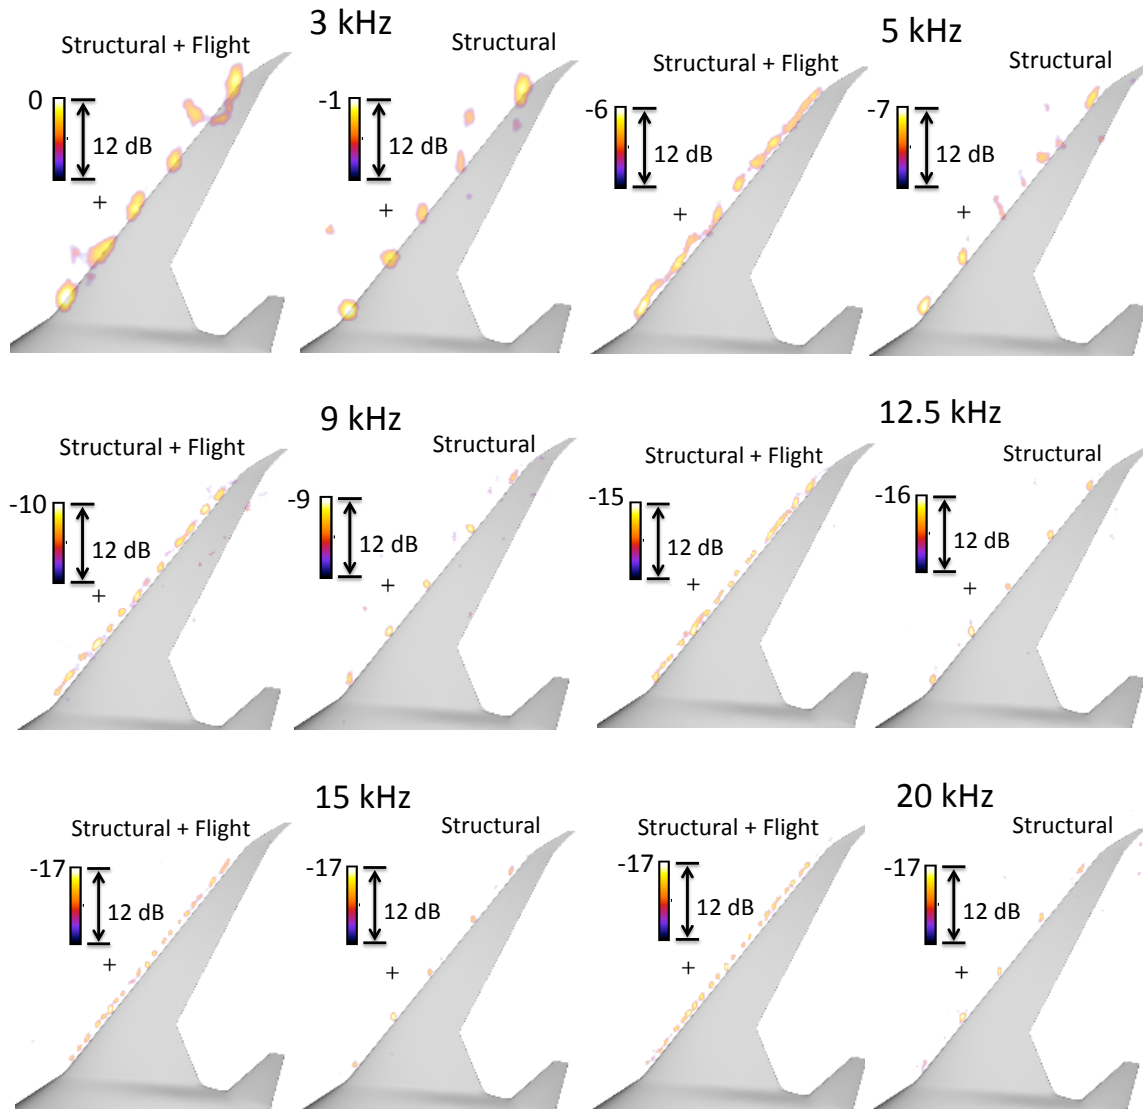 3 kHz
5 kHz
Structural + Flight
Structural
Structural + Flight
Structural
0
12 dB
-1
12 dB
-6
12 dB
-7
12 dB
+
+
+
+
9 kHz
12.5 kHz
Structural + Flight
Structural
Structural + Flight
Structural
-10
12 dB
-9
12 dB
-15
12 dB
-16
12 dB
+
+
+
+
15 kHz
20 kHz
Structural + Flight
Structural
Structural + Flight
Structural
-17
12 dB
-17
12 dB
-17
12 dB
-17
12 dB
+
+
+
+